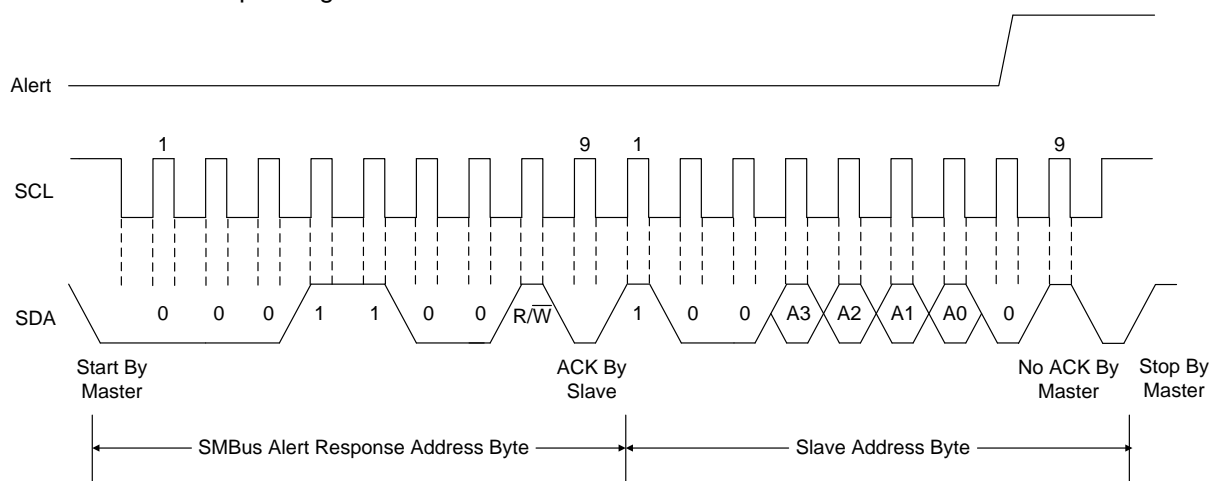 Alert
1 9 1 9
SCL
SDA 0 0 0 1 1 0 0 R/W 1 0 0 A3 A2 A1 A0 0
Start By Master
ACK By Slave
No ACK By Master
Stop By Master
SMBus Alert Response Address Byte
Slave Address Byte